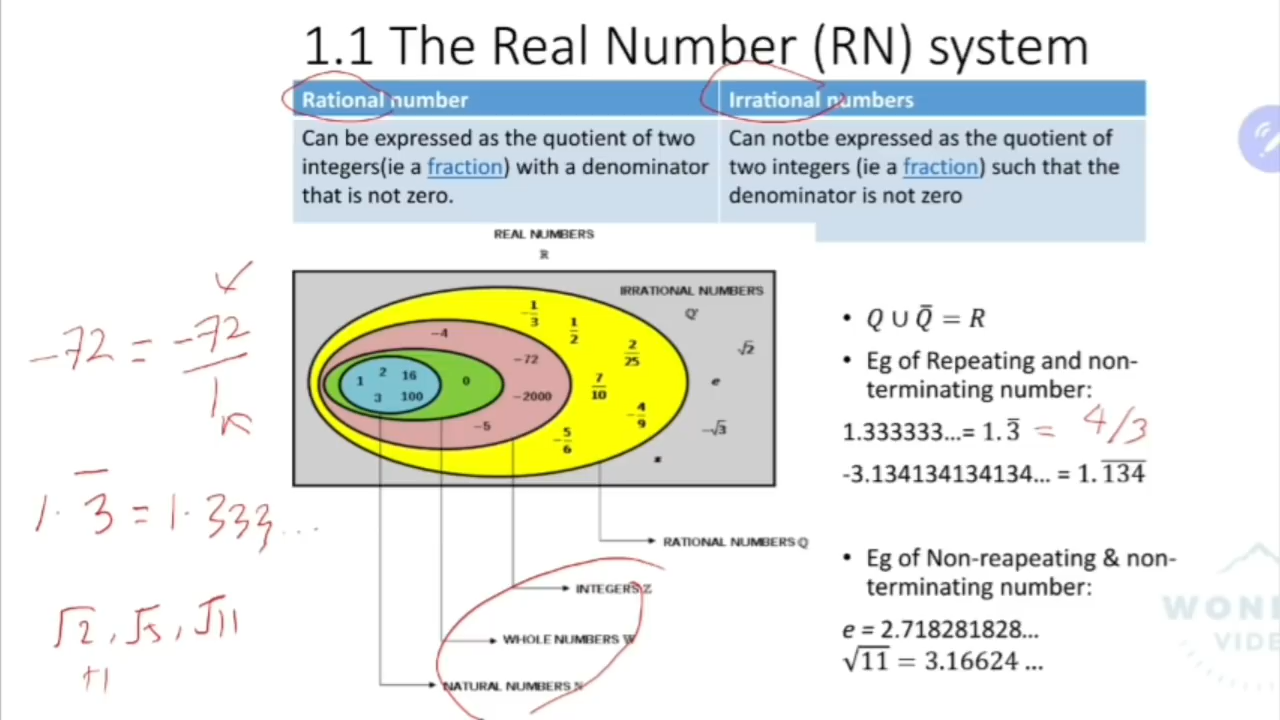 1.1 The Real Number (RN) system
Rational number
Irrational numbers
Can be expressed as the quotient of two
integers(ie a fraction) with a denominator
that is not zero.
Can notbe expressed as the quotient of
two integers (ie a fraction) such that the
denominator is not zero
REAL NUMBERS
ℝ
IRRATIONAL NUMBERS
Q'
√2
e
-√3
-1/3
1/2
2/25
7/10
-4/9
-5/6
-4
-72
-2000
-5
0
1 2 16
3 100
RATIONAL NUMBERS Q
INTEGERS Z
WHOLE NUMBERS W
NATURAL NUMBERS N
-72 = -72/1
1.3̅ = 1.333...
√2, √5, √11
+1
• Q ∪ Q̅ = R
• Eg of Repeating and non-
terminating number:
1.333333...= 1.3̅ = 4/3
-3.134134134134... = 1.1̅3̅4̅
• Eg of Non-reapeating & non-
terminating number:
e = 2.718281828...
√11 = 3.16624 ...
VIDE